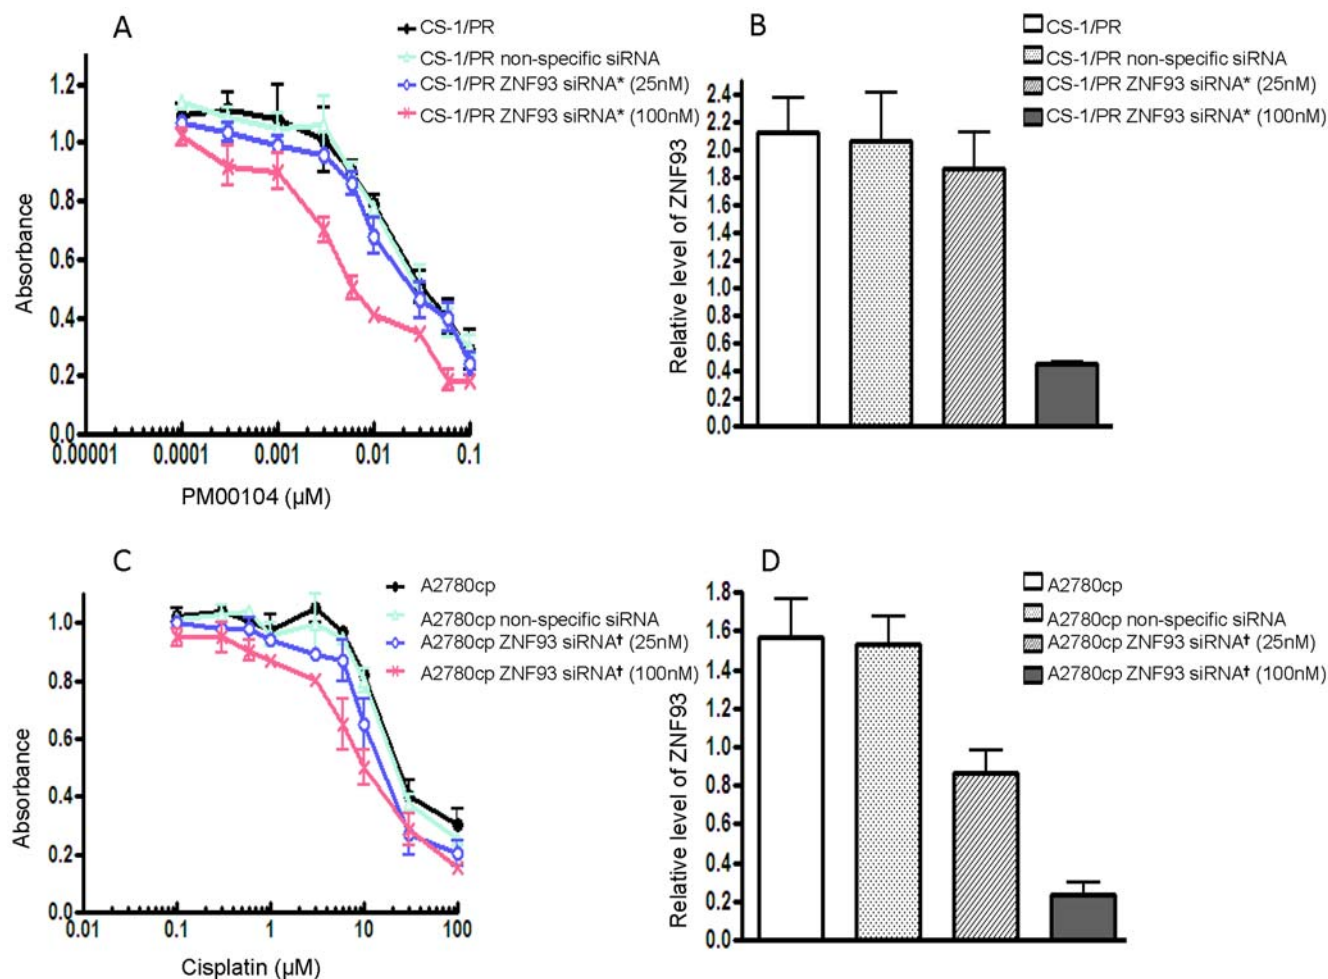 A
CS-1/PR
CS-1/PR non-specific siRNA
CS-1/PR ZNF93 siRNA* (25nM)
CS-1/PR ZNF93 siRNA* (100nM)
Absorbance
1.2
1.0
0.8
0.6
0.4
0.2
0.0
0.00001 0.0001 0.001 0.01 0.1
PM00104 (µM)
B
CS-1/PR
CS-1/PR non-specific siRNA
CS-1/PR ZNF93 siRNA* (25nM)
CS-1/PR ZNF93 siRNA* (100nM)
Relative level of ZNF93
2.4
2.2
2.0
1.8
1.6
1.4
1.2
1.0
0.8
0.6
0.4
0.2
0.0
C
A2780cp
A2780cp non-specific siRNA
A2780cp ZNF93 siRNA† (25nM)
A2780cp ZNF93 siRNA† (100nM)
Absorbance
1.0
0.8
0.6
0.4
0.2
0.0
0.01 0.1 1 10 100
Cisplatin (µM)
D
A2780cp
A2780cp non-specific siRNA
A2780cp ZNF93 siRNA† (25nM)
A2780cp ZNF93 siRNA† (100nM)
Relative level of ZNF93
1.8
1.6
1.4
1.2
1.0
0.8
0.6
0.4
0.2
0.0